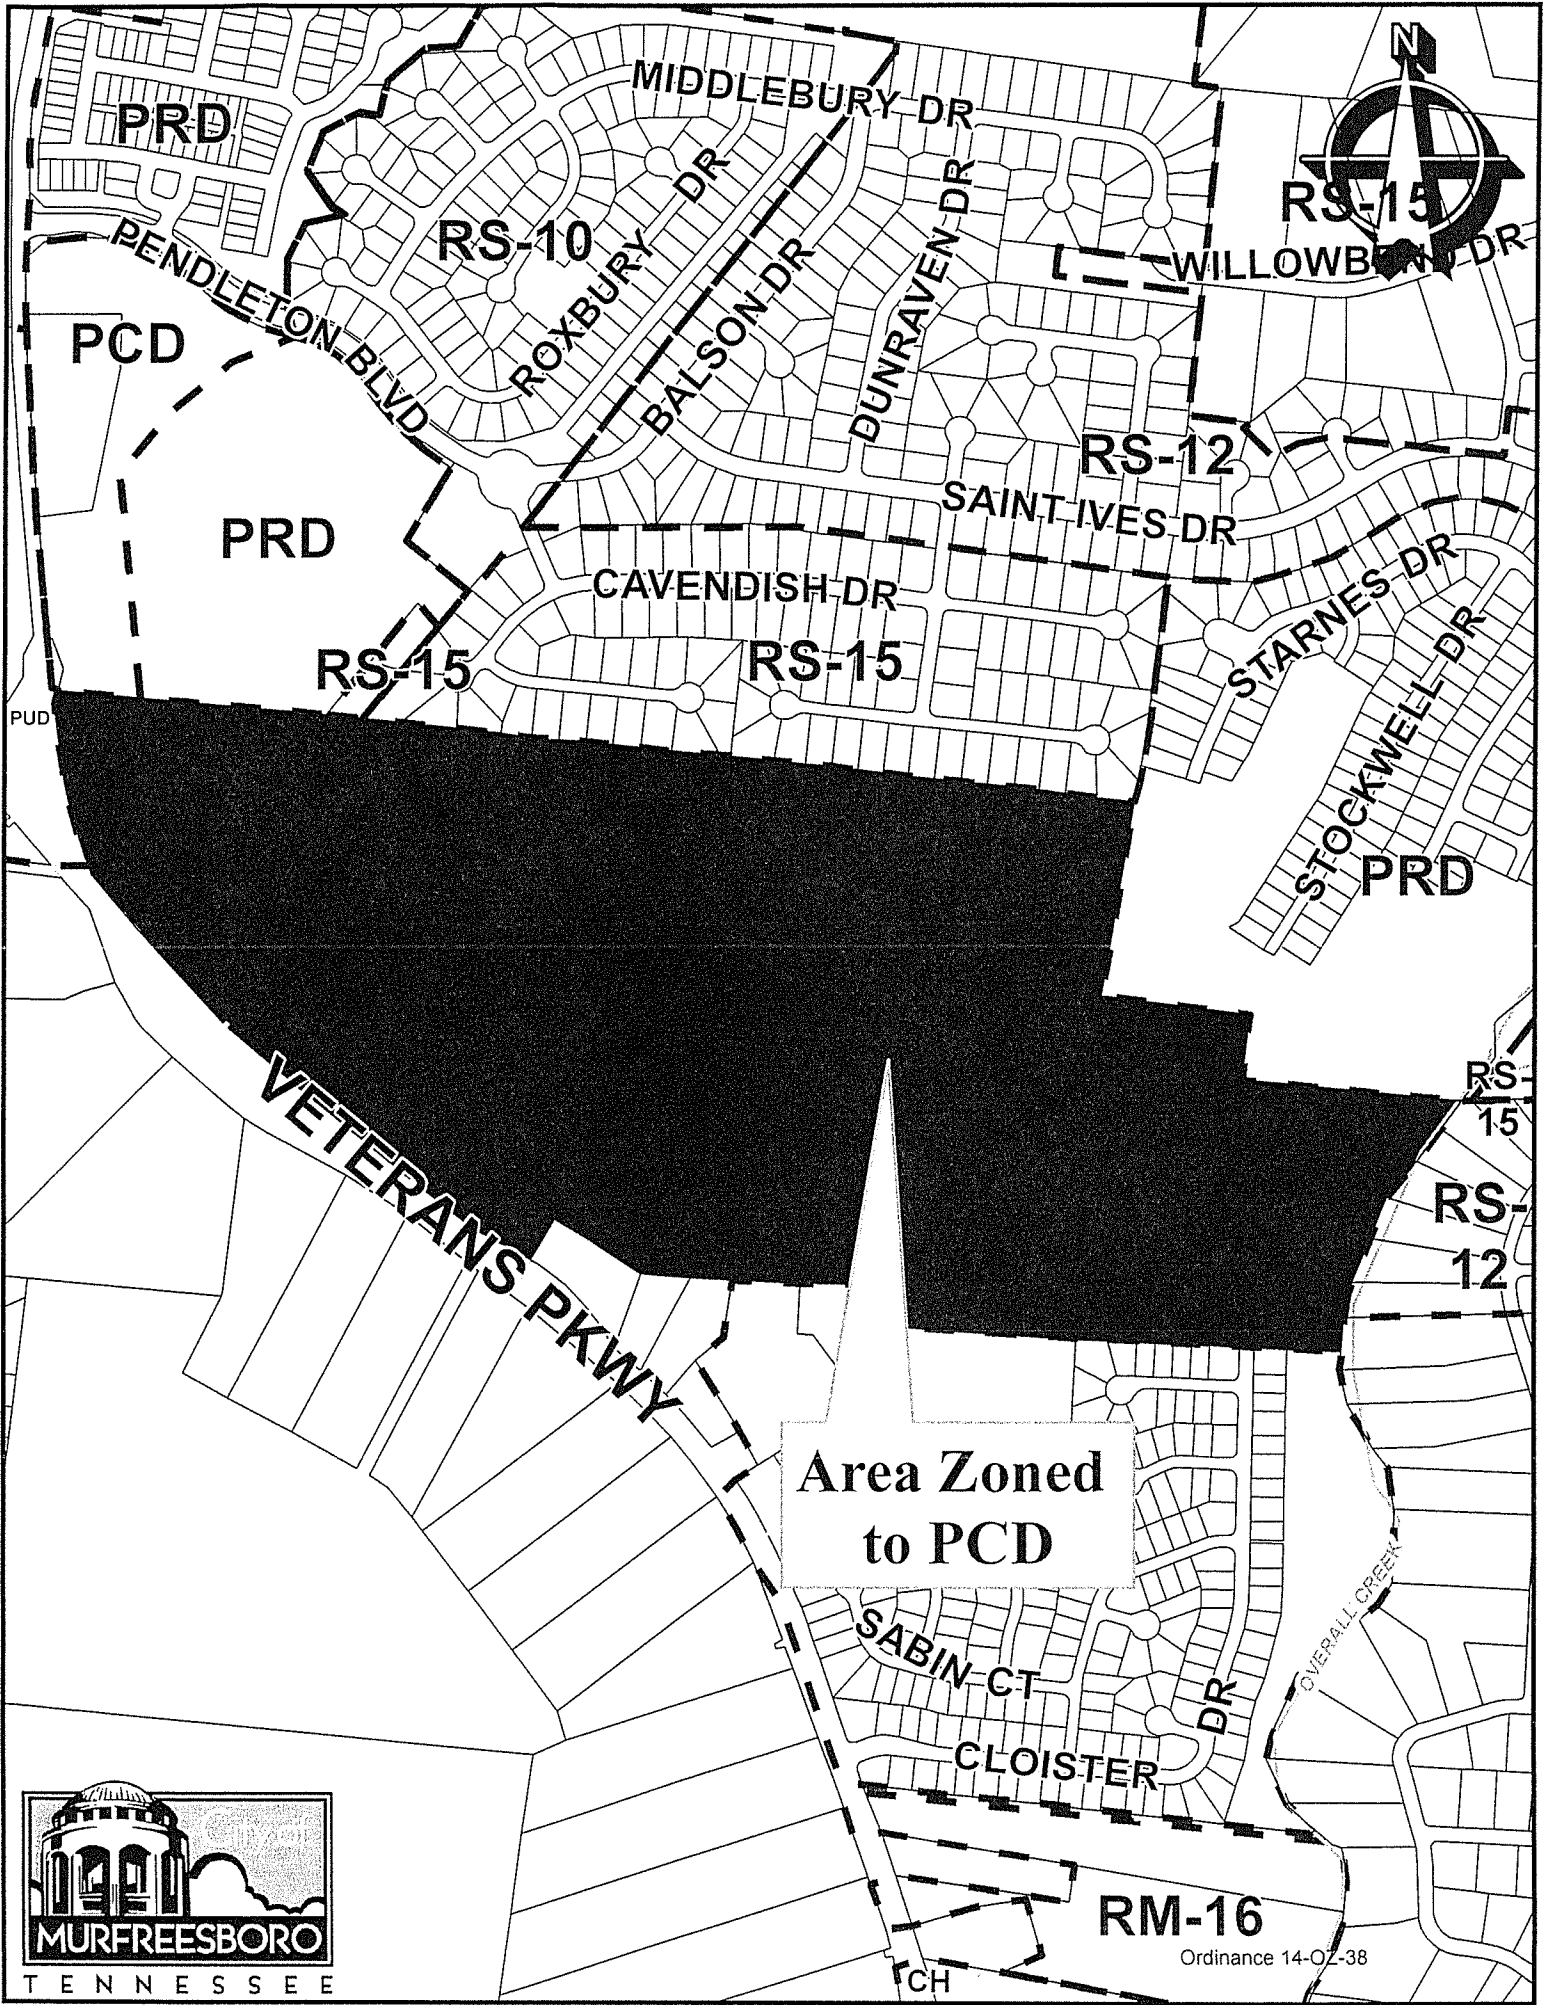 N
MIDDLEBURY DR
PRD
RS-15
RS-10
ROXBURY DR
BALSON DR
DUNRAVEN DR
WILLOWBEND DR
PENDLETON BLVD
PCD
RS-12
SAINT IVES DR
PRD
CAVENDISH DR
STARNES DR
RS-15
RS-15
STOCKWELL DR
PUD
PRD
VETERANS PKWY
RS-
15
RS-
12
Area Zoned
to PCD
OVERALL CREEK
SABIN CT
CLOISTER DR
City of
MURFREESBORO
TENNESSEE
RM-16
Ordinance 14-OZ-38
CH